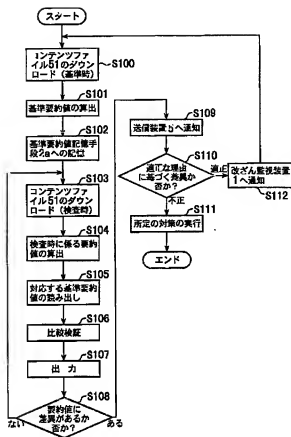 スタート
コンテンツファ
イル51のダウン
ロード（基準時）
S100
S101
基準要約値の算出
S102
基準要約値記憶手
段2aへの記憶
S103
コンテンツファ
イル51のダウン
ロード（検査時）
S104
検査時に係る要約
値の算出
S105
対応する基準要約
値の読み出し
S106
比較検証
S107
出力
S108
要約値に
差異があるか
否か？
ない
ある
S109
送信装置5へ通知
S110
適正な理由
に基づく差異か
否か？
適正
不正
S111
所定の対策の実行
エンド
改ざん監視装置
1へ通知
S112